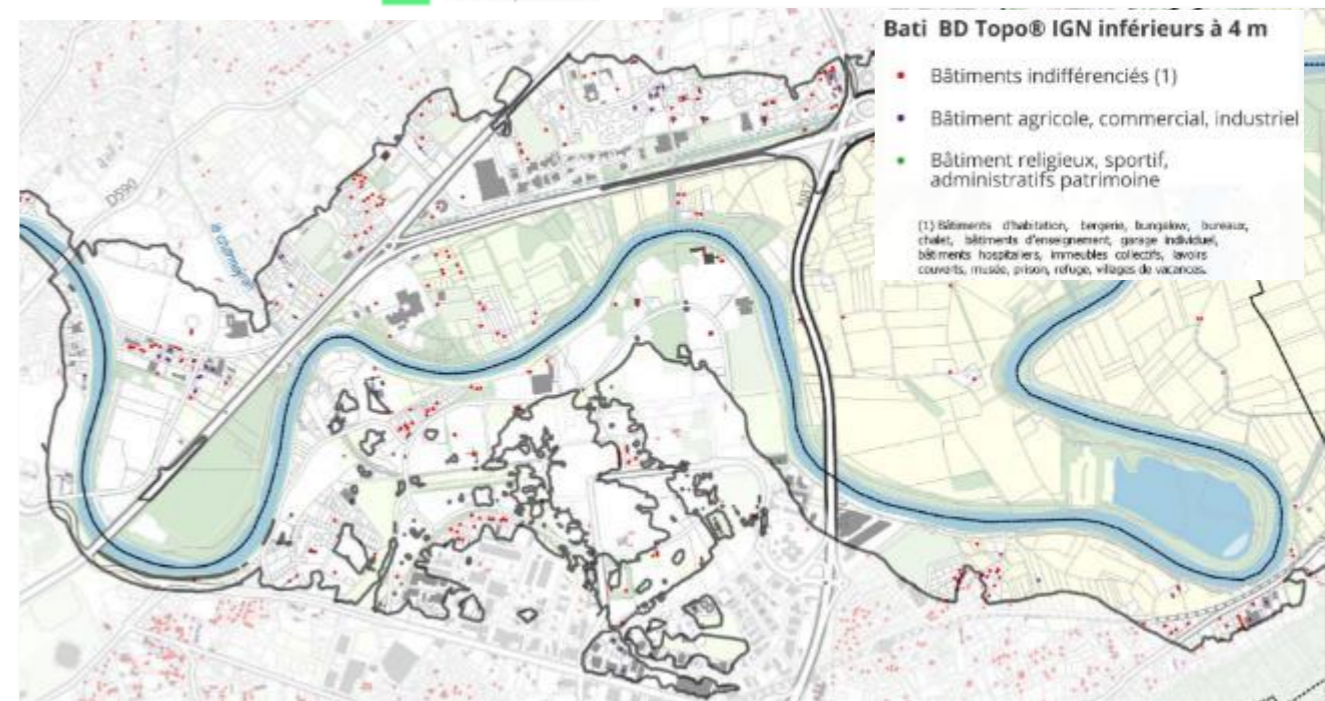 Bati BD Topo® IGN inférieurs à 4 m
Bâtiments indifférenciés (1)
Bâtiment agricole, commercial, industriel
Bâtiment religieux, sportif,
administratifs patrimoine
(1) Bâtiments d'habitation, bergerie, bungalow, bureaux,
chalet, bâtiments d'enseignement, garage individuel,
bâtiments hospitaliers, immeubles collectifs, lavoirs
couverts, musée, prison, refuge, villages de vacances.
D590